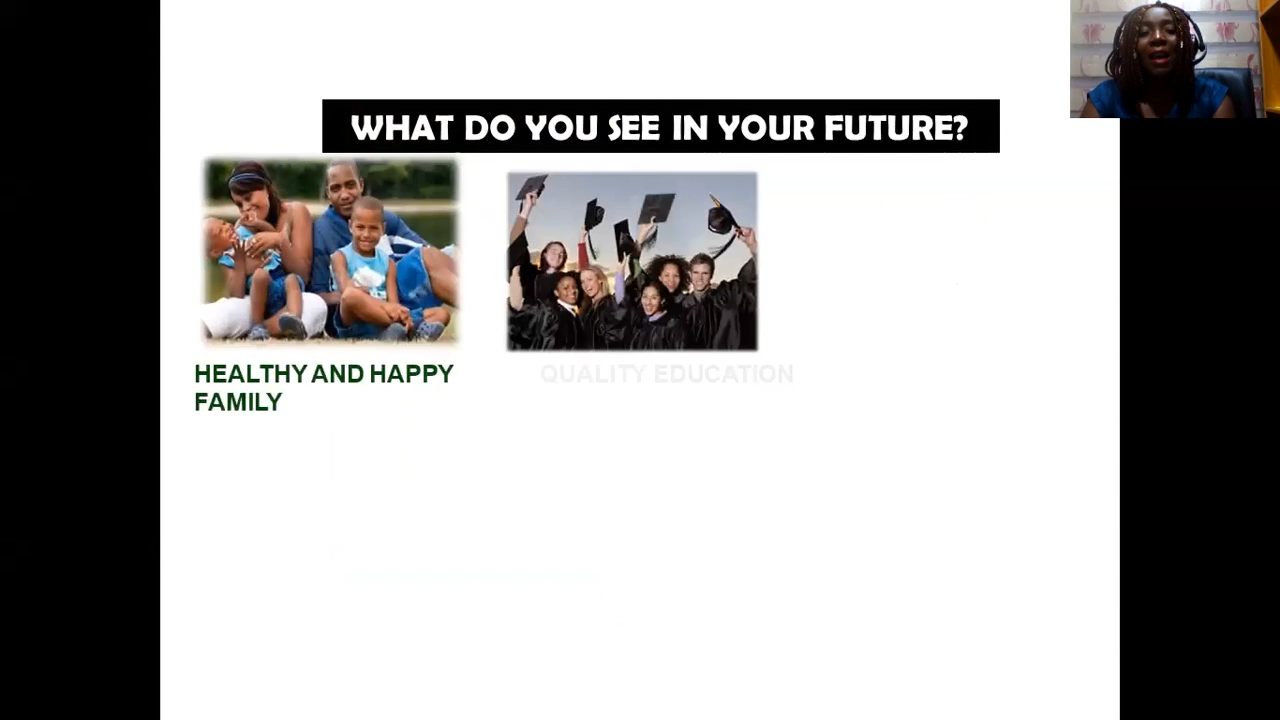 WHAT DO YOU SEE IN YOUR FUTURE?
HEALTHY AND HAPPY
FAMILY
QUALITY EDUCATION